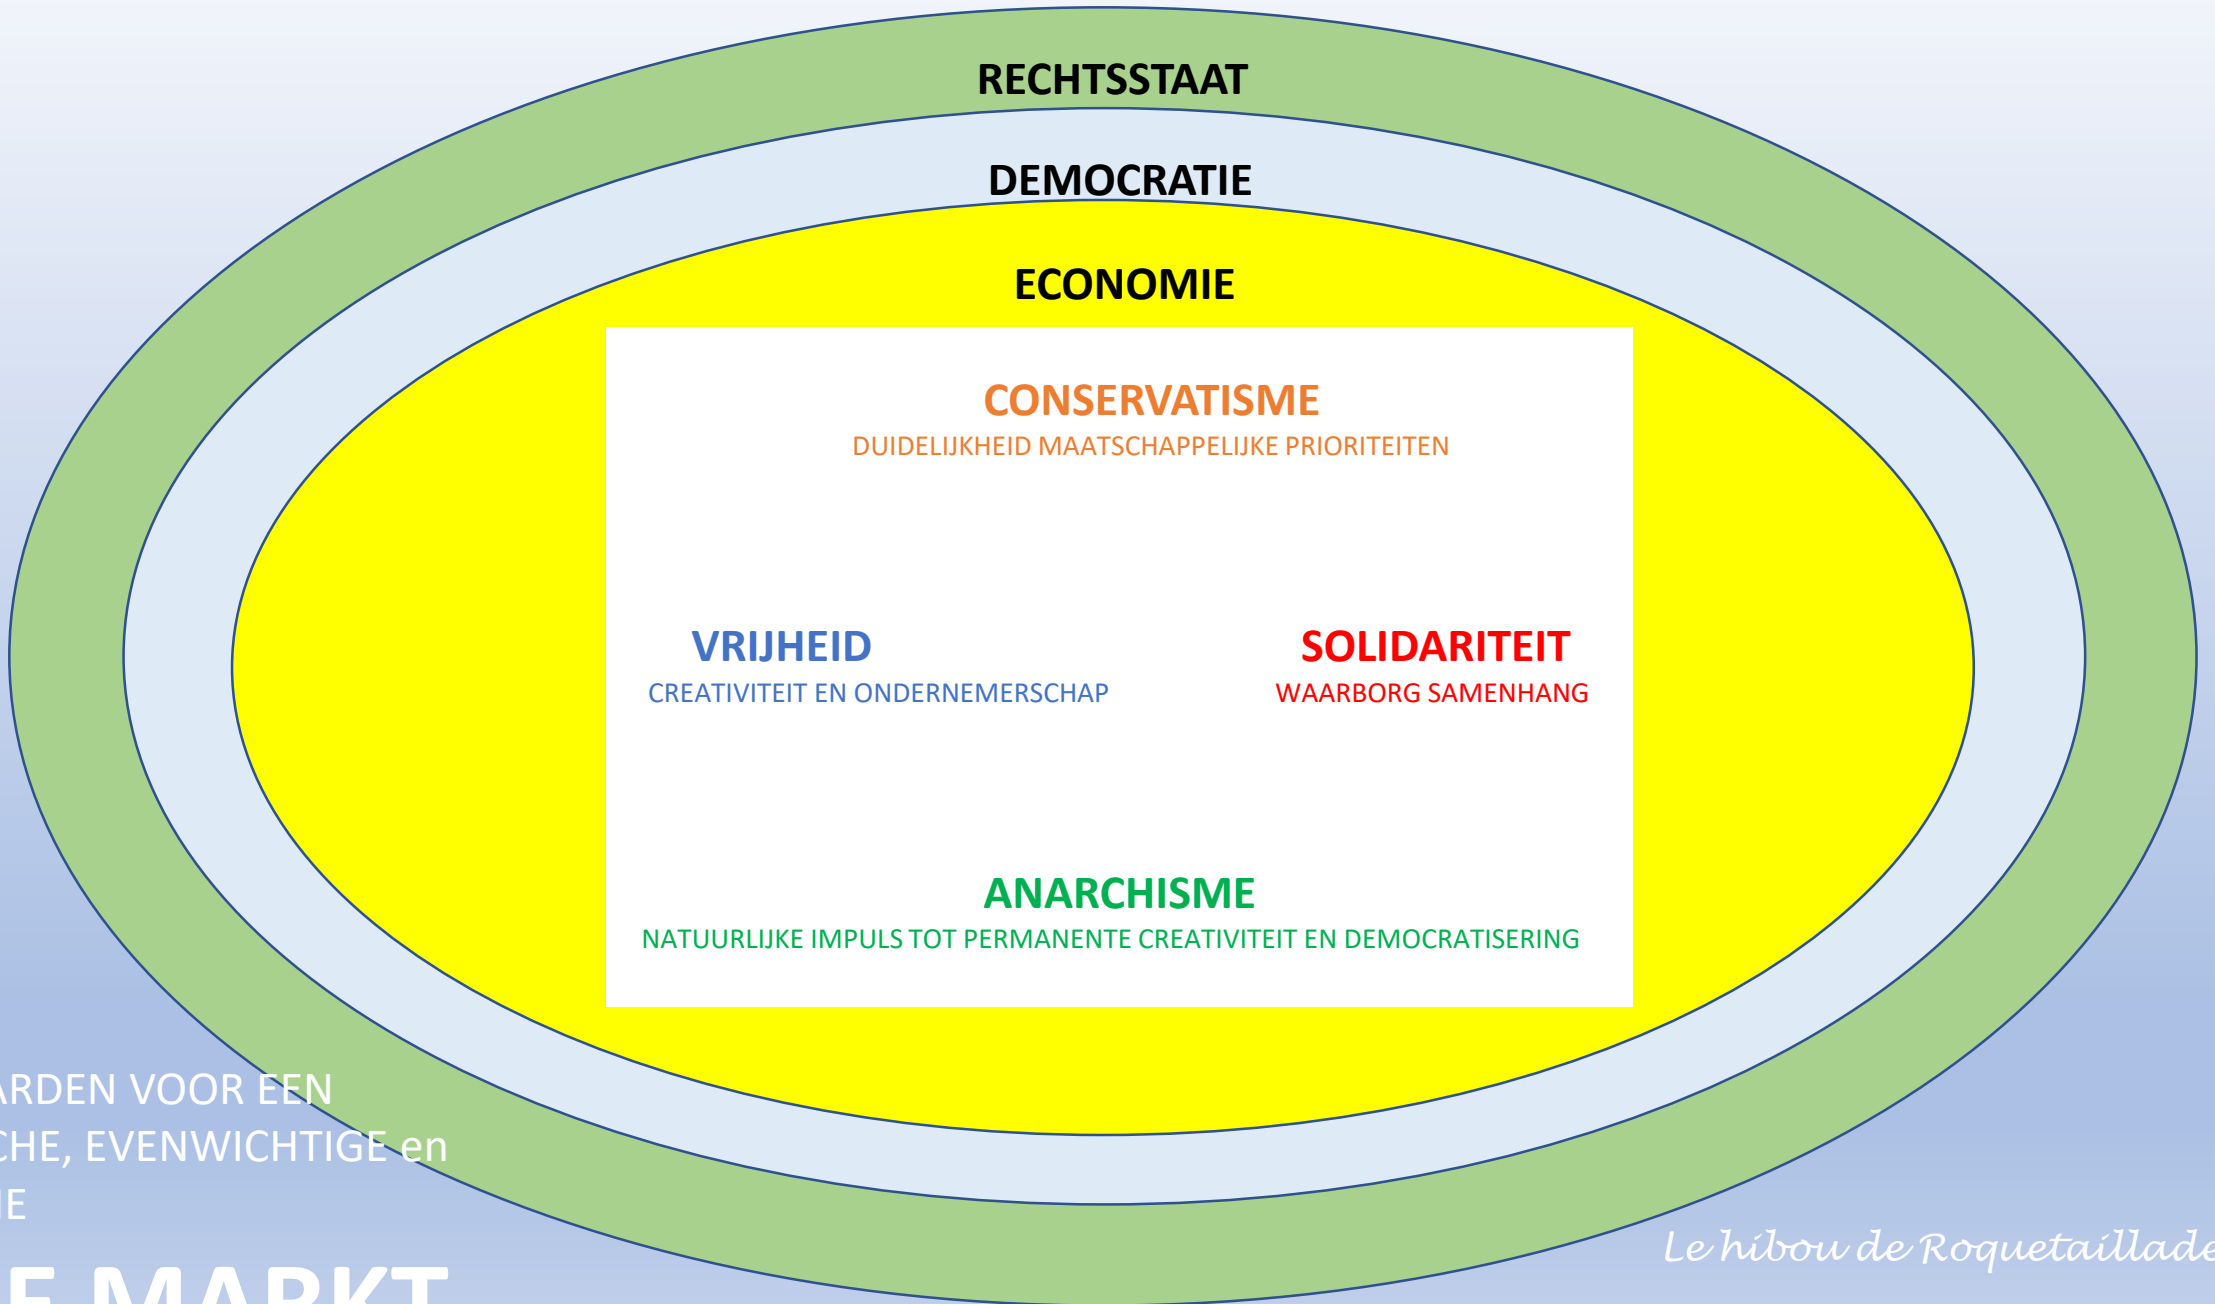 RECHTSSTAAT
DEMOCRATIE
ECONOMIE
CONSERVATISME
DUIDELIJKHEID MAATSCHAPPELIJKE PRIORITEITEN
VRIJHEID
CREATIVITEIT EN ONDERNEMERSCHAP
SOLIDARITEIT
WAARBORG SAMENHANG
ANARCHISME
NATUURLIJKE IMPULS TOT PERMANENTE CREATIVITEIT EN DEMOCRATISERING
VOOR EEN
EVENWICHTIGE en
MARKT
Le hibou de Roquetaillade